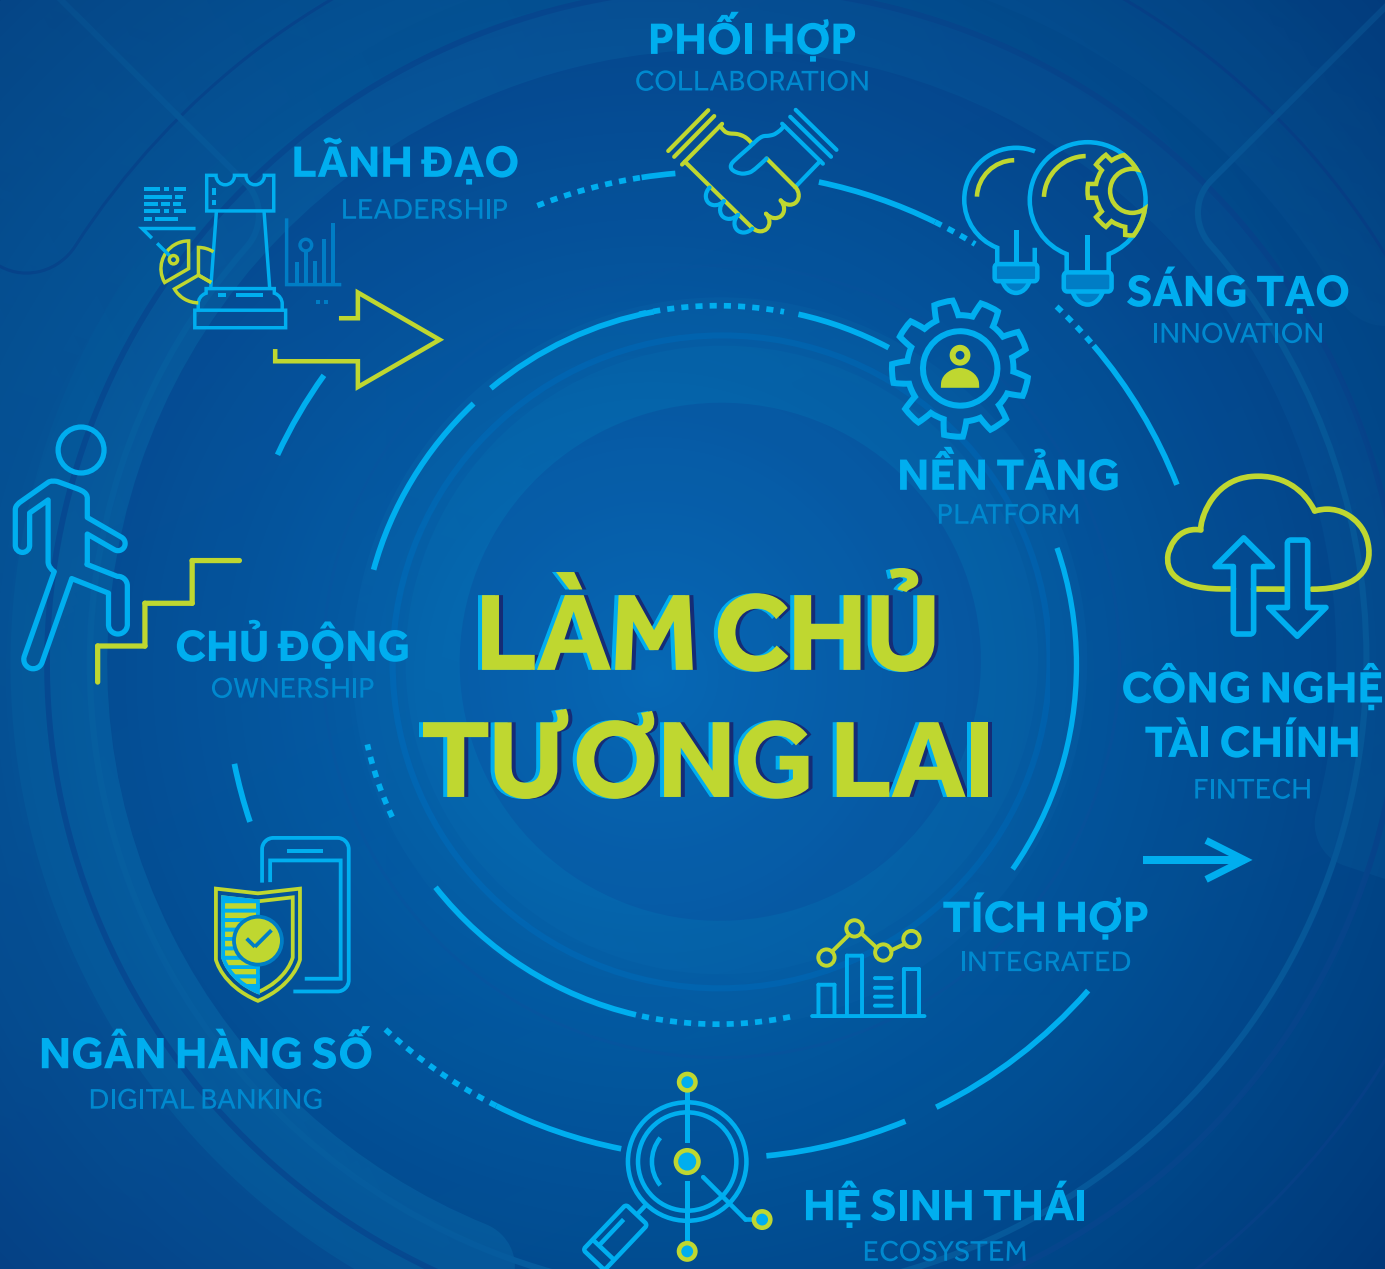 PHỐI HỢP
COLLABORATION
LÃNH ĐẠO
LEADERSHIP
SÁNG TẠO
INNOVATION
NỀN TẢNG
PLATFORM
CHỦ ĐỘNG
OWNERSHIP
LÀM CHỦ
TƯƠNG LAI
CÔNG NGHỆ
TÀI CHÍNH
FINTECH
TÍCH HỢP
INTEGRATED
NGÂN HÀNG SỐ
DIGITAL BANKING
HỆ SINH THÁI
ECOSYSTEM